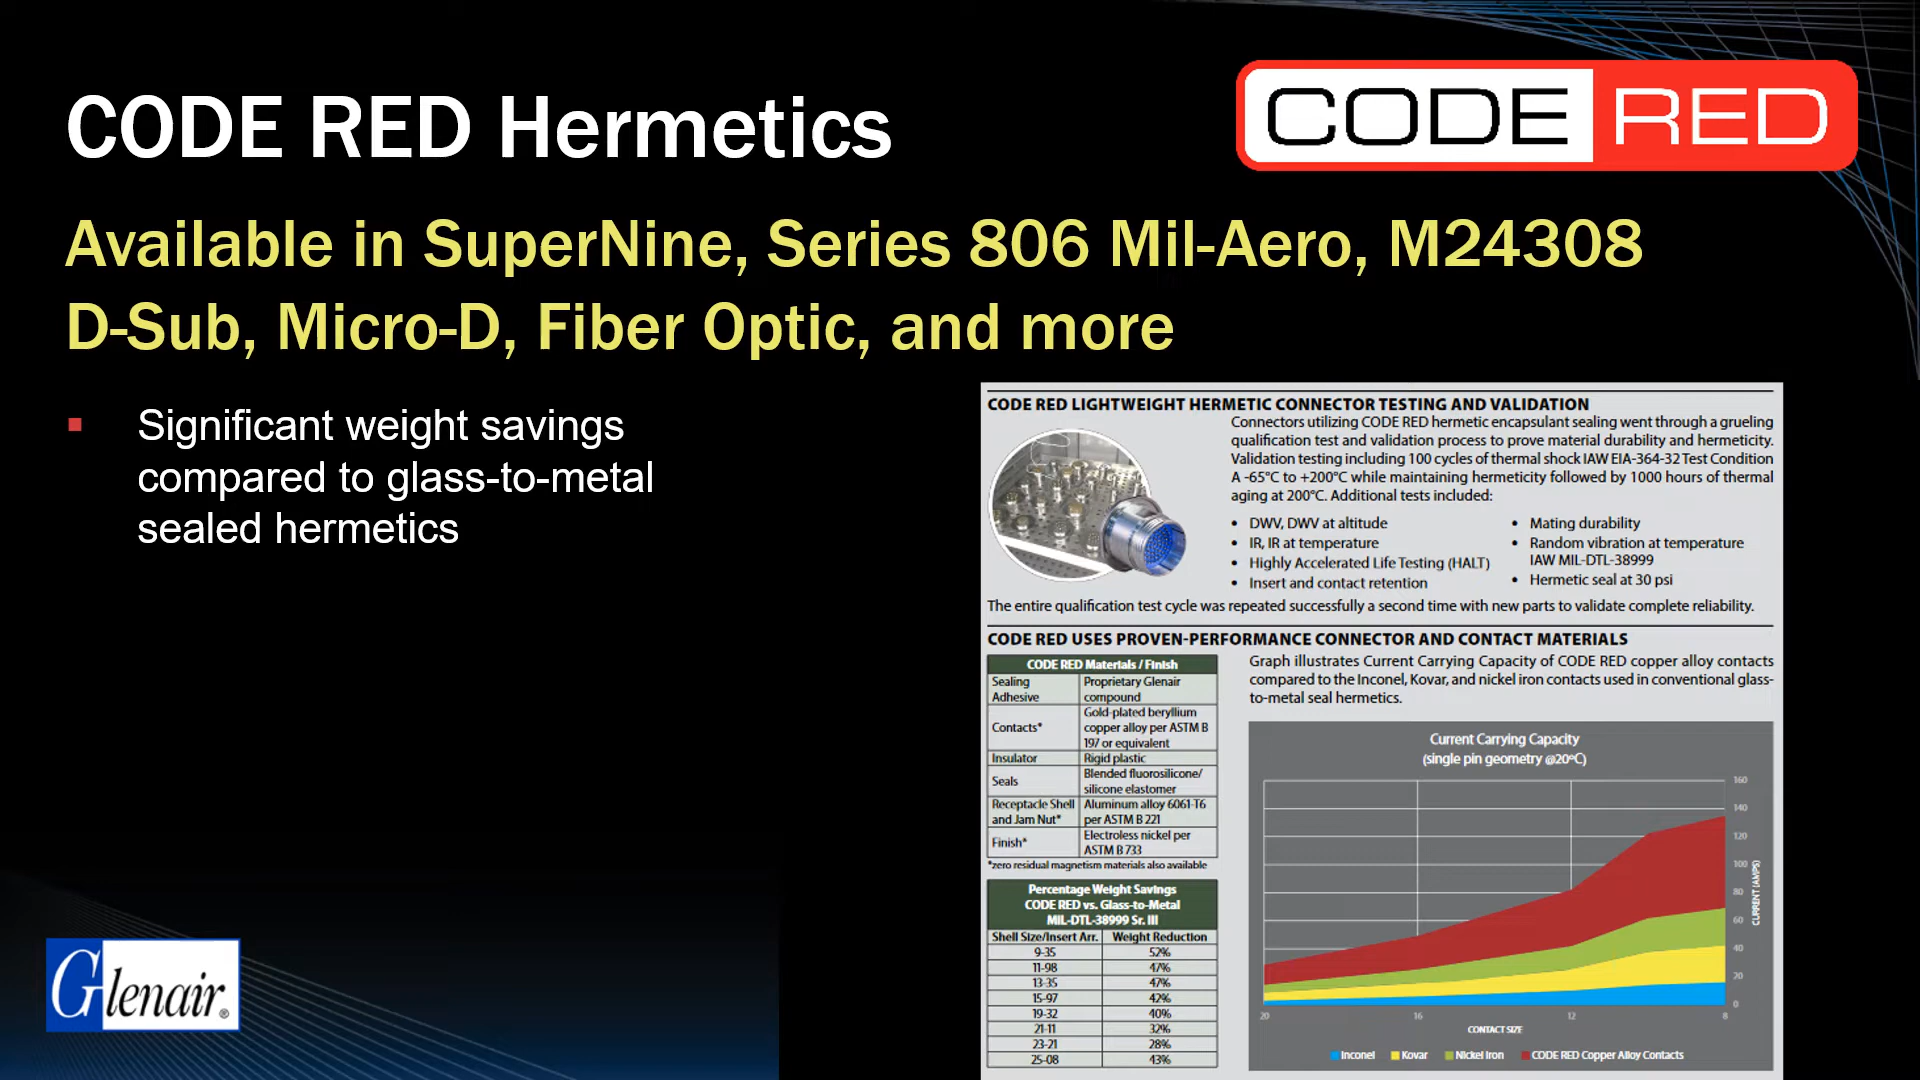 CODE RED Hermetics
CODE RED
Available in SuperNine, Series 806 Mil-Aero, M24308
D-Sub, Micro-D, Fiber Optic, and more
▪ Significant weight savings
compared to glass-to-metal
sealed hermetics
CODE RED LIGHTWEIGHT HERMETIC CONNECTOR TESTING AND VALIDATION
Connectors utilizing CODE RED hermetic encapsulant sealing went through a grueling
qualification test and validation process to prove material durability and hermeticity.
Validation testing including 100 cycles of thermal shock IAW EIA-364-32 Test Condition
A -65°C to +200°C while maintaining hermeticity followed by 1000 hours of thermal
aging at 200°C. Additional tests included:
• DWV, DWV at altitude
• IR, IR at temperature
• Highly Accelerated Life Testing (HALT)
• Insert and contact retention
• Mating durability
• Random vibration at temperature
IAW MIL-DTL-38999
• Hermetic seal at 30 psi
The entire qualification test cycle was repeated successfully a second time with new parts to validate complete reliability.
CODE RED USES PROVEN-PERFORMANCE CONNECTOR AND CONTACT MATERIALS
CODE RED Materials / Finish
Sealing
Adhesive
Proprietary Glenair
compound
Contacts*
Gold-plated beryllium
copper alloy per ASTM B
197 or equivalent
Insulator
Rigid plastic
Seals
Blended fluorosilicone/
silicone elastomer
Receptacle Shell
and Jam Nut*
Aluminum alloy 6061-T6
per ASTM B 221
Finish*
Electroless nickel per
ASTM B 733
*zero residual magnetism materials also available
Percentage Weight Savings
CODE RED vs. Glass-to-Metal
MIL-DTL-38999 Sr. III
Shell Size/Insert Arr. Weight Reduction
9-35 52%
11-98 47%
13-35 47%
15-97 42%
19-32 40%
21-11 32%
23-21 28%
25-08 43%
Graph illustrates Current Carrying Capacity of CODE RED copper alloy contacts
compared to the Inconel, Kovar, and nickel iron contacts used in conventional glass-
to-metal seal hermetics.
Current Carrying Capacity
(single pin geometry @20°C)
160
140
120
100
80
60
40
20
0
CURRENT (AMPS)
20 16 12 8
CONTACT SIZE
Inconel Kovar Nickel Iron CODE RED Copper Alloy Contacts
Glenair®